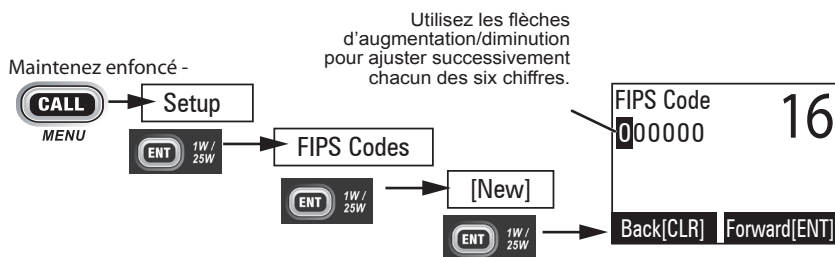 Utilisez les flèches
d'augmentation/diminution
pour ajuster successivement
chacun des six chiffres.
Maintenez enfoncé -
CALL
MENU
Setup
ENT 1W / 25W
FIPS Codes
ENT 1W / 25W
[New]
ENT 1W / 25W
FIPS Code
16
000000
Back[CLR] Forward[ENT]